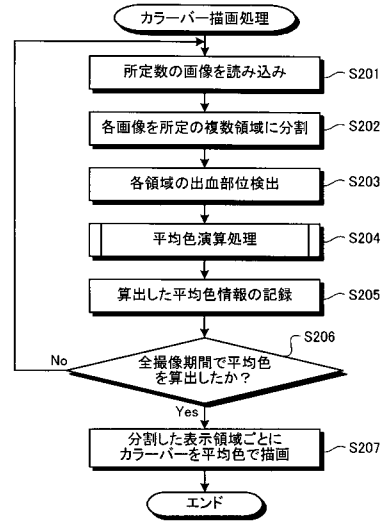 カラーバー描画処理
所定数の画像を読み込み
S201
各画像を所定の複数領域に分割
S202
各領域の出血部位検出
S203
平均色演算処理
S204
算出した平均色情報の記録
S205
S206
全撮像期間で平均色
を算出したか？
No
Yes
分割した表示領域ごとに
カラーバーを平均色で描画
S207
エンド